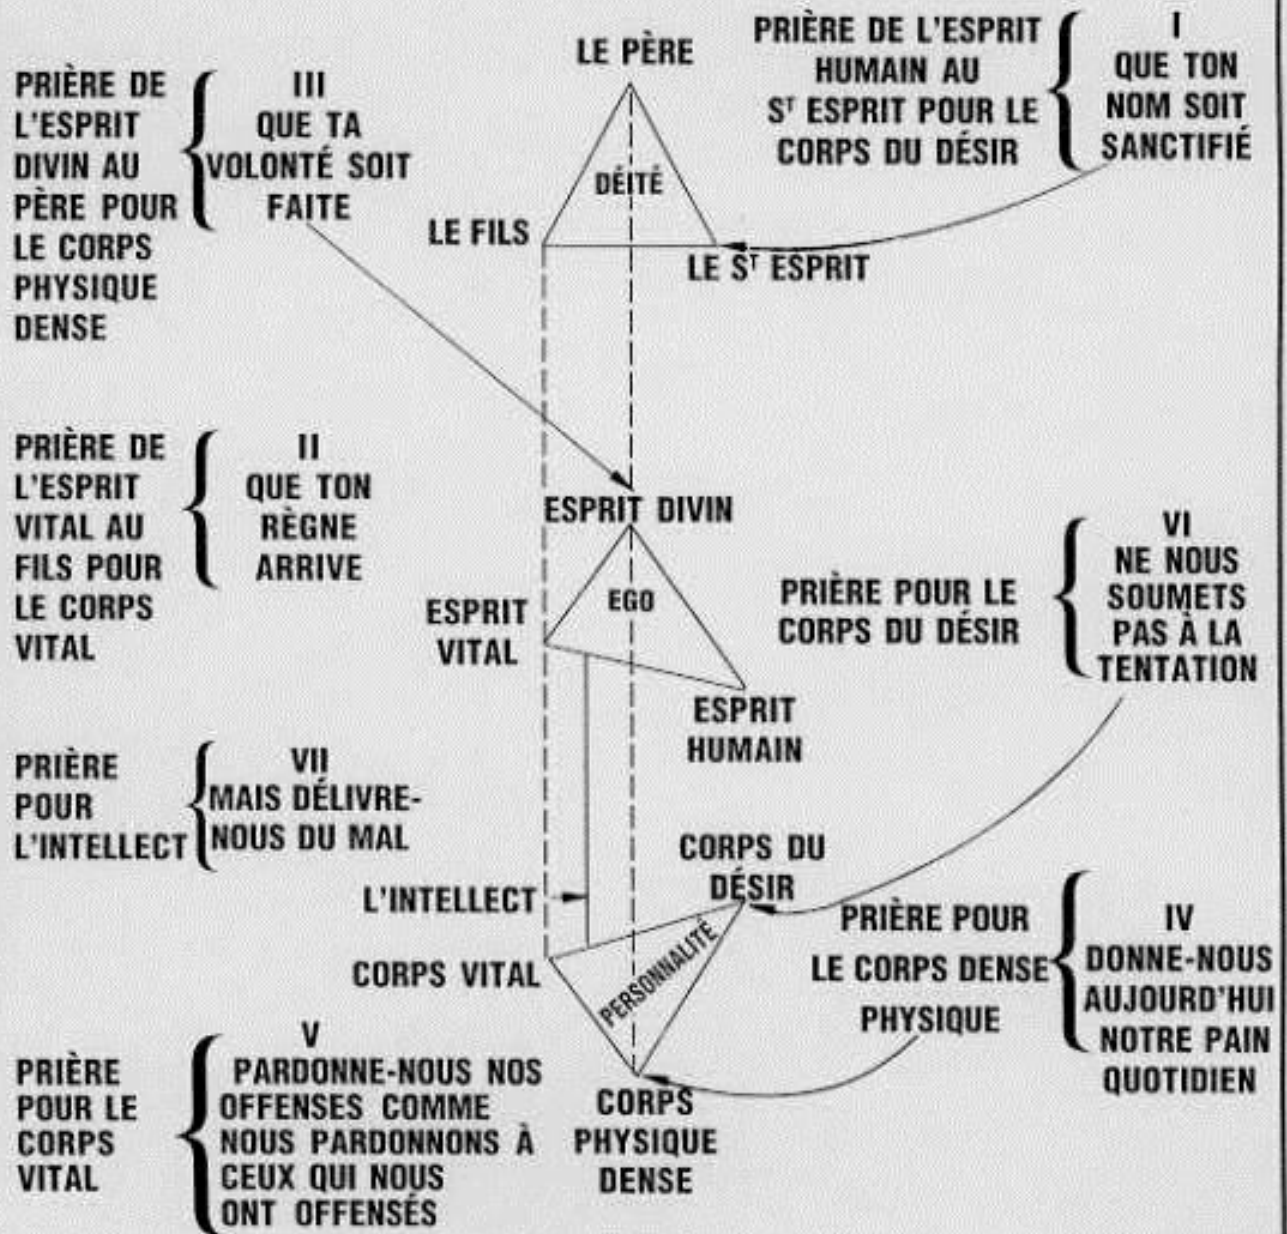 LE PÈRE
PRIÈRE DE L'ESPRIT
HUMAIN AU
Sᵀ ESPRIT POUR LE
CORPS DU DÉSIR
I
QUE TON
NOM SOIT
SANCTIFIÉ
PRIÈRE DE
L'ESPRIT
DIVIN AU
PÈRE POUR
LE CORPS
PHYSIQUE
DENSE
III
QUE TA
VOLONTÉ SOIT
FAITE
DÉITÉ
LE FILS
LE Sᵀ ESPRIT
PRIÈRE DE
L'ESPRIT
VITAL AU
FILS POUR
LE CORPS
VITAL
II
QUE TON
RÈGNE
ARRIVE
ESPRIT DIVIN
EGO
ESPRIT
VITAL
ESPRIT
HUMAIN
PRIÈRE POUR LE
CORPS DU DÉSIR
VI
NE NOUS
SOUMETS
PAS À LA
TENTATION
PRIÈRE
POUR
L'INTELLECT
VII
MAIS DÉLIVRE-
NOUS DU MAL
L'INTELLECT
CORPS DU
DÉSIR
CORPS VITAL
PERSONNALITÉ
PRIÈRE POUR
LE CORPS DENSE
PHYSIQUE
IV
DONNE-NOUS
AUJOURD'HUI
NOTRE PAIN
QUOTIDIEN
PRIÈRE
POUR LE
CORPS
VITAL
V
PARDONNE-NOUS NOS
OFFENSES COMME
NOUS PARDONNONS À
CEUX QUI NOUS
ONT OFFENSÉS
CORPS
PHYSIQUE
DENSE